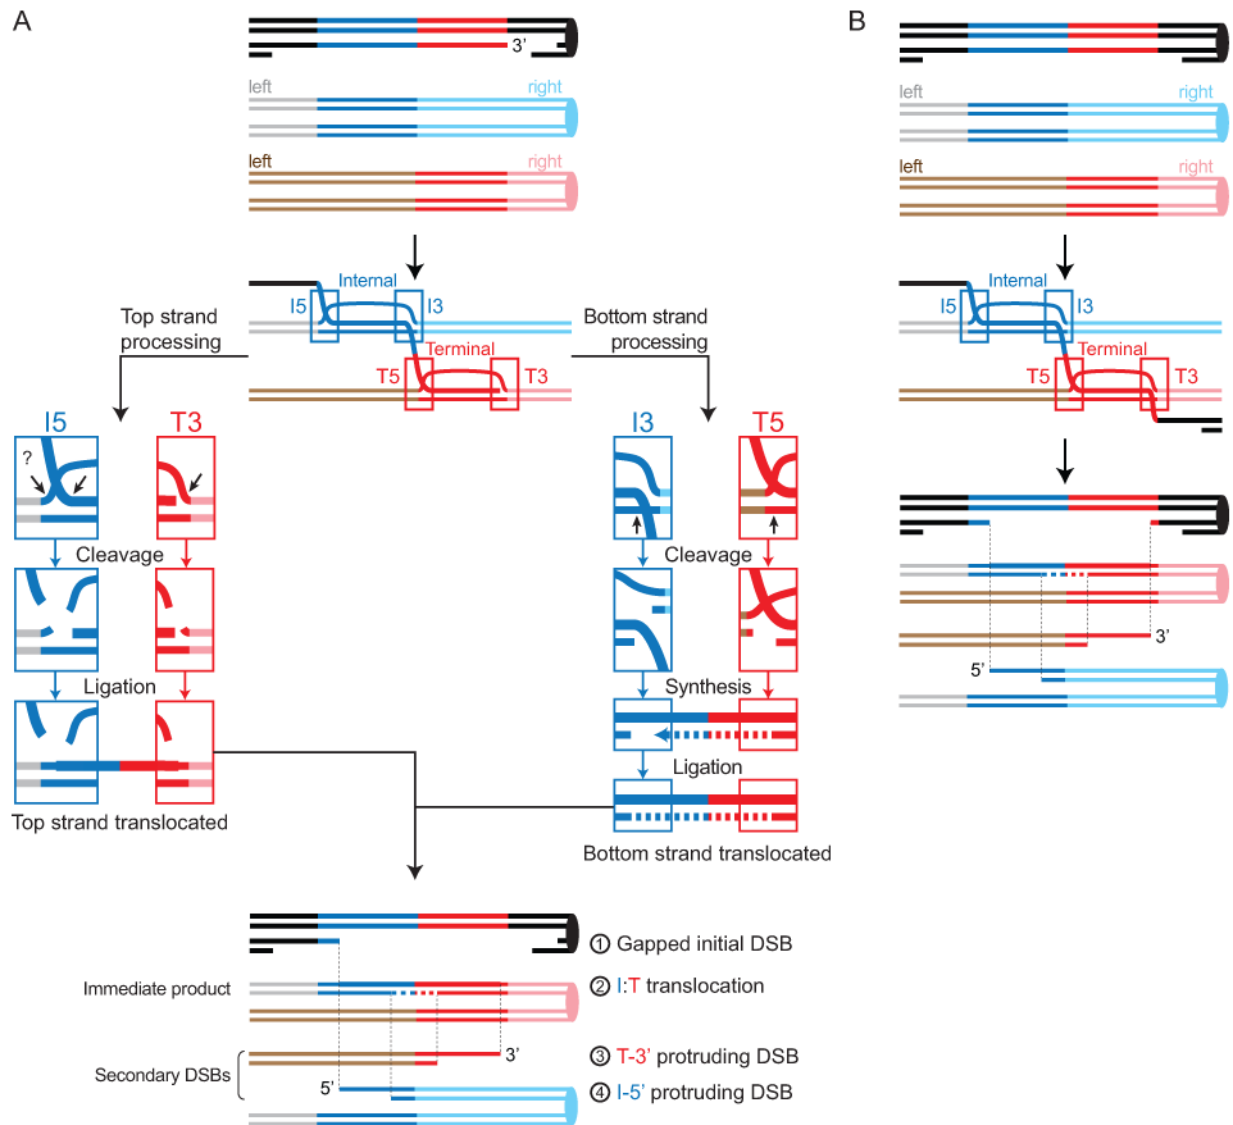 A
3'
left right
left right
Internal
I5 I3
Terminal
T5 T3
Top strand
processing
Bottom strand
processing
I5 T3
?
Cleavage
Ligation
Top strand translocated
I3 T5
Cleavage
Synthesis
Ligation
Bottom strand translocated
1 Gapped initial DSB
Immediate product
2 I:T translocation
3'
3 T-3' protruding DSB
Secondary DSBs
5'
4 I-5' protruding DSB
B
left right
left right
Internal
I5 I3
Terminal
T5 T3
3'
5'